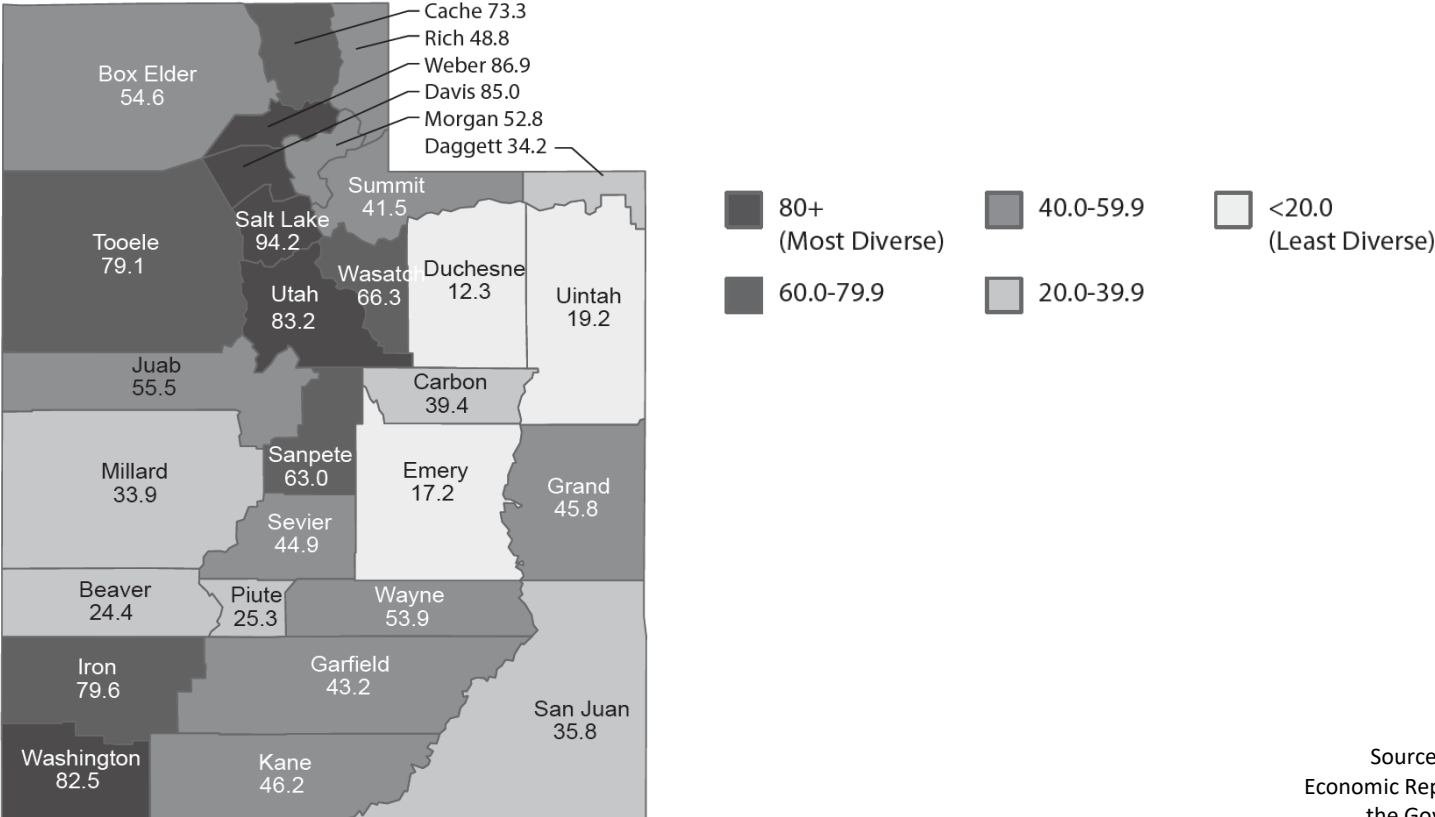 Cache 73.3
Rich 48.8
Weber 86.9
Davis 85.0
Morgan 52.8
Daggett 34.2
Box Elder
54.6
Summit
41.5
Salt Lake
94.2
Tooele
79.1
Wasatch
66.3
Duchesne
12.3
Uintah
19.2
Utah
83.2
Juab
55.5
Carbon
39.4
Millard
33.9
Sanpete
63.0
Emery
17.2
Grand
45.8
Sevier
44.9
Beaver
24.4
Piute
25.3
Wayne
53.9
Iron
79.6
Garfield
43.2
San Juan
35.8
Washington
82.5
Kane
46.2
80+
(Most Diverse)
60.0-79.9
40.0-59.9
20.0-39.9
<20.0
(Least Diverse)
Source
Economic Rep
the Gov